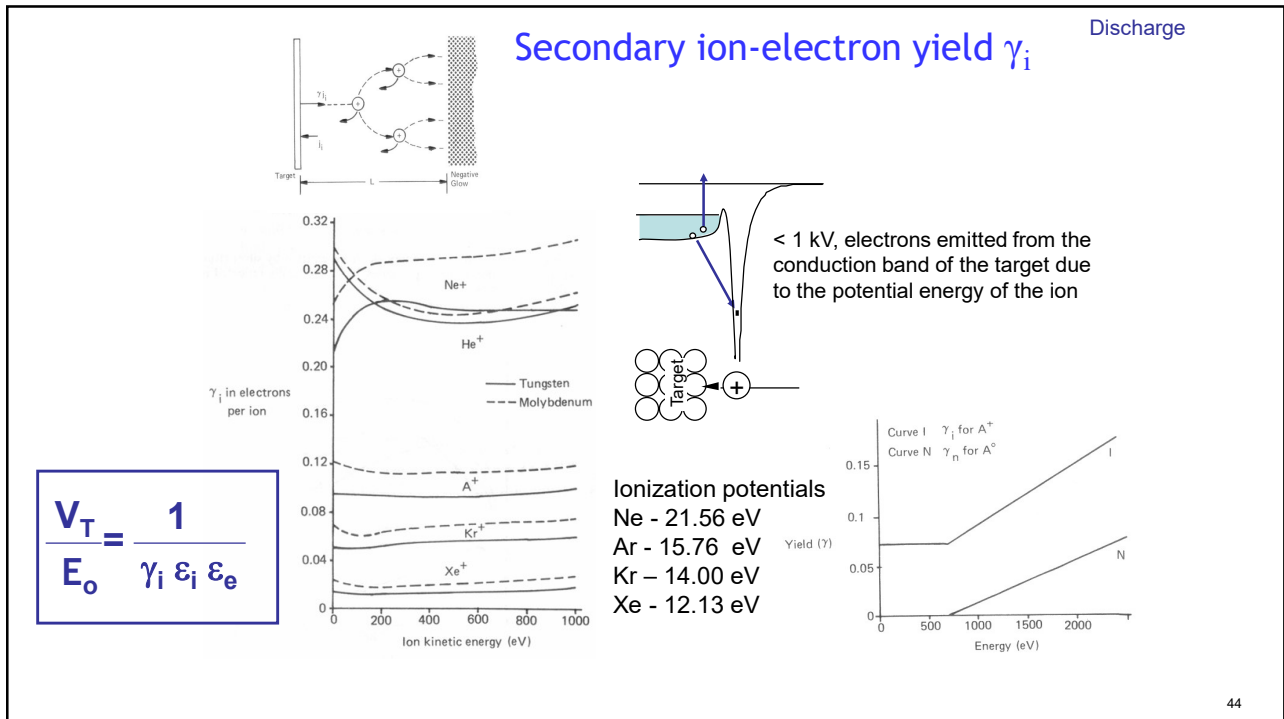 Discharge
Secondary ion-electron yield γi
γji
ji
Target
L
Negative
Glow
0.32
0.28
0.24
0.20
0.16
0.12
0.08
0.04
0
γi in electrons
per ion
Ne+
He+
Tungsten
Molybdenum
A+
Kr+
Xe+
0 200 400 600 800 1000
Ion kinetic energy (eV)
< 1 kV, electrons emitted from the
conduction band of the target due
to the potential energy of the ion
Target
+
VT/Eo = 1/γi εi εe
Ionization potentials
Ne - 21.56 eV
Ar - 15.76 eV
Kr – 14.00 eV
Xe - 12.13 eV
Curve I γi for A+
Curve N γn for A°
0.15
0.1
0.05
0
Yield (γ)
I
N
0 500 1000 1500 2000
Energy (eV)
44